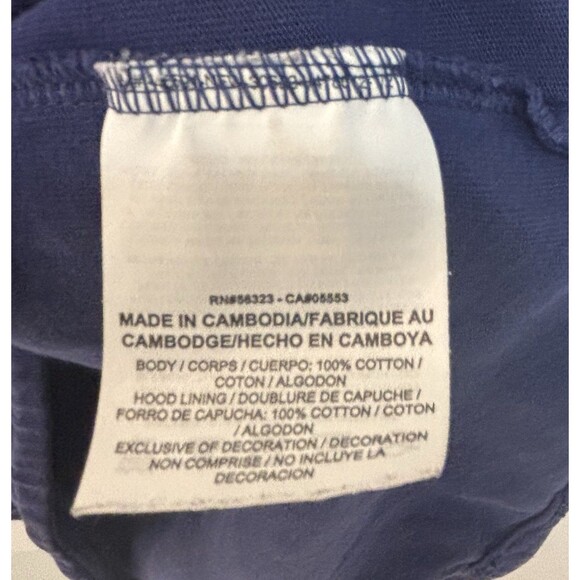 RN#56323 - CA#05553
MADE IN CAMBODIA/FABRIQUE AU
CAMBODGE/HECHO EN CAMBOYA
BODY / CORPS / CUERPO: 100% COTTON /
COTON / ALGODON
HOOD LINING / DOUBLURE DE CAPUCHE /
FORRO DE CAPUCHA: 100% COTTON / COTON
/ ALGODON
EXCLUSIVE OF DECORATION / DECORATION
NON COMPRISE / NO INCLUYE LA
DECORACION